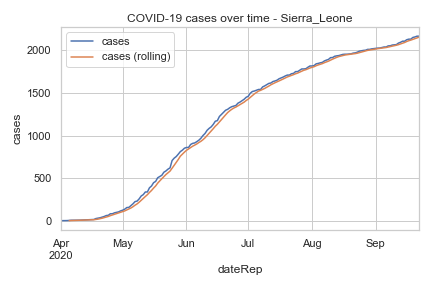 COVID-19 cases over time - Sierra_Leone
cases
cases (rolling)
cases
2000
1500
1000
500
0
Apr May Jun Jul Aug Sep
2020
dateRep